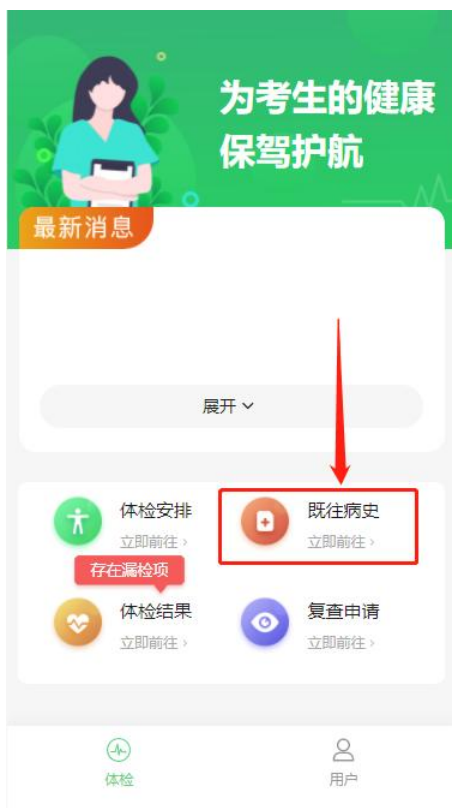 为考生的健康
保驾护航
最新消息
展开
体检安排
立即前往
既往病史
立即前往
存在漏检项
体检结果
立即前往
复查申请
立即前往
体检
用户